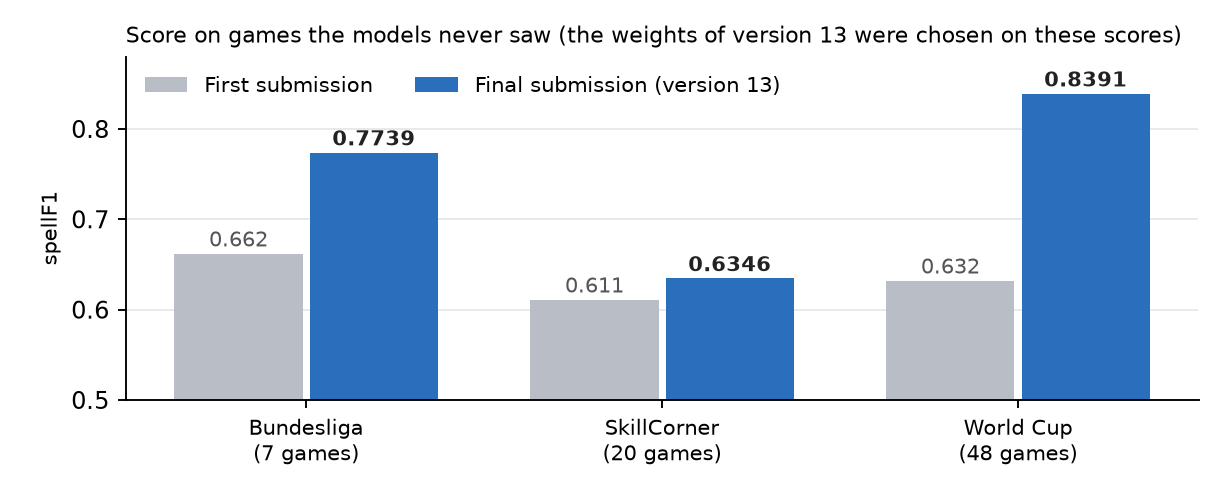 Score on games the models never saw (the weights of version 13 were chosen on these scores)
First submission
Final submission (version 13)
spellF1
0.8
0.7
0.6
0.5
0.662
0.7739
0.611
0.6346
0.632
0.8391
Bundesliga
(7 games)
SkillCorner
(20 games)
World Cup
(48 games)